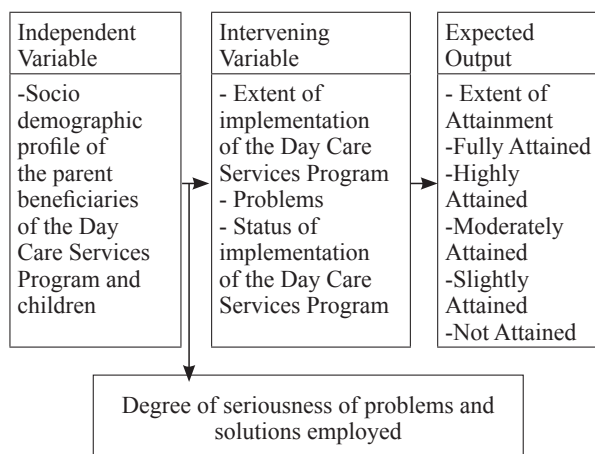 Independent
Variable
-Socio
demographic
profile of
the parent
beneficiaries
of the Day
Care Services
Program and
children
Intervening
Variable
- Extent of
implementation
of the Day Care
Services Program
- Problems
- Status of
implementation
of the Day Care
Services Program
Expected
Output
- Extent of
Attainment
-Fully Attained
-Highly
Attained
-Moderately
Attained
-Slightly
Attained
-Not Attained
Degree of seriousness of problems and
solutions employed